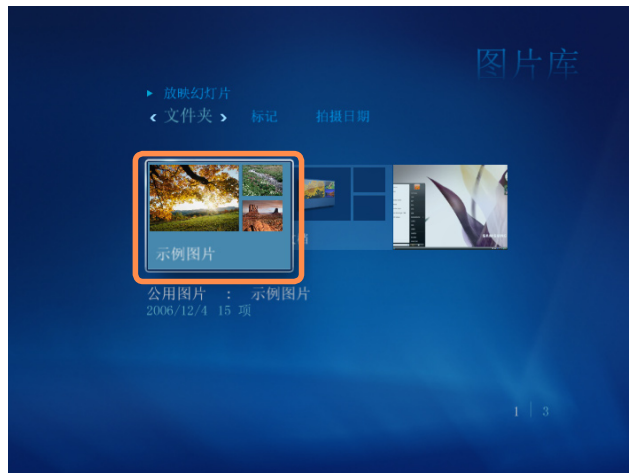 图片库
放映幻灯片
文件夹 标记 拍摄日期
示例图片
公用图片 : 示例图片
2006/12/4 15 项
1 | 3